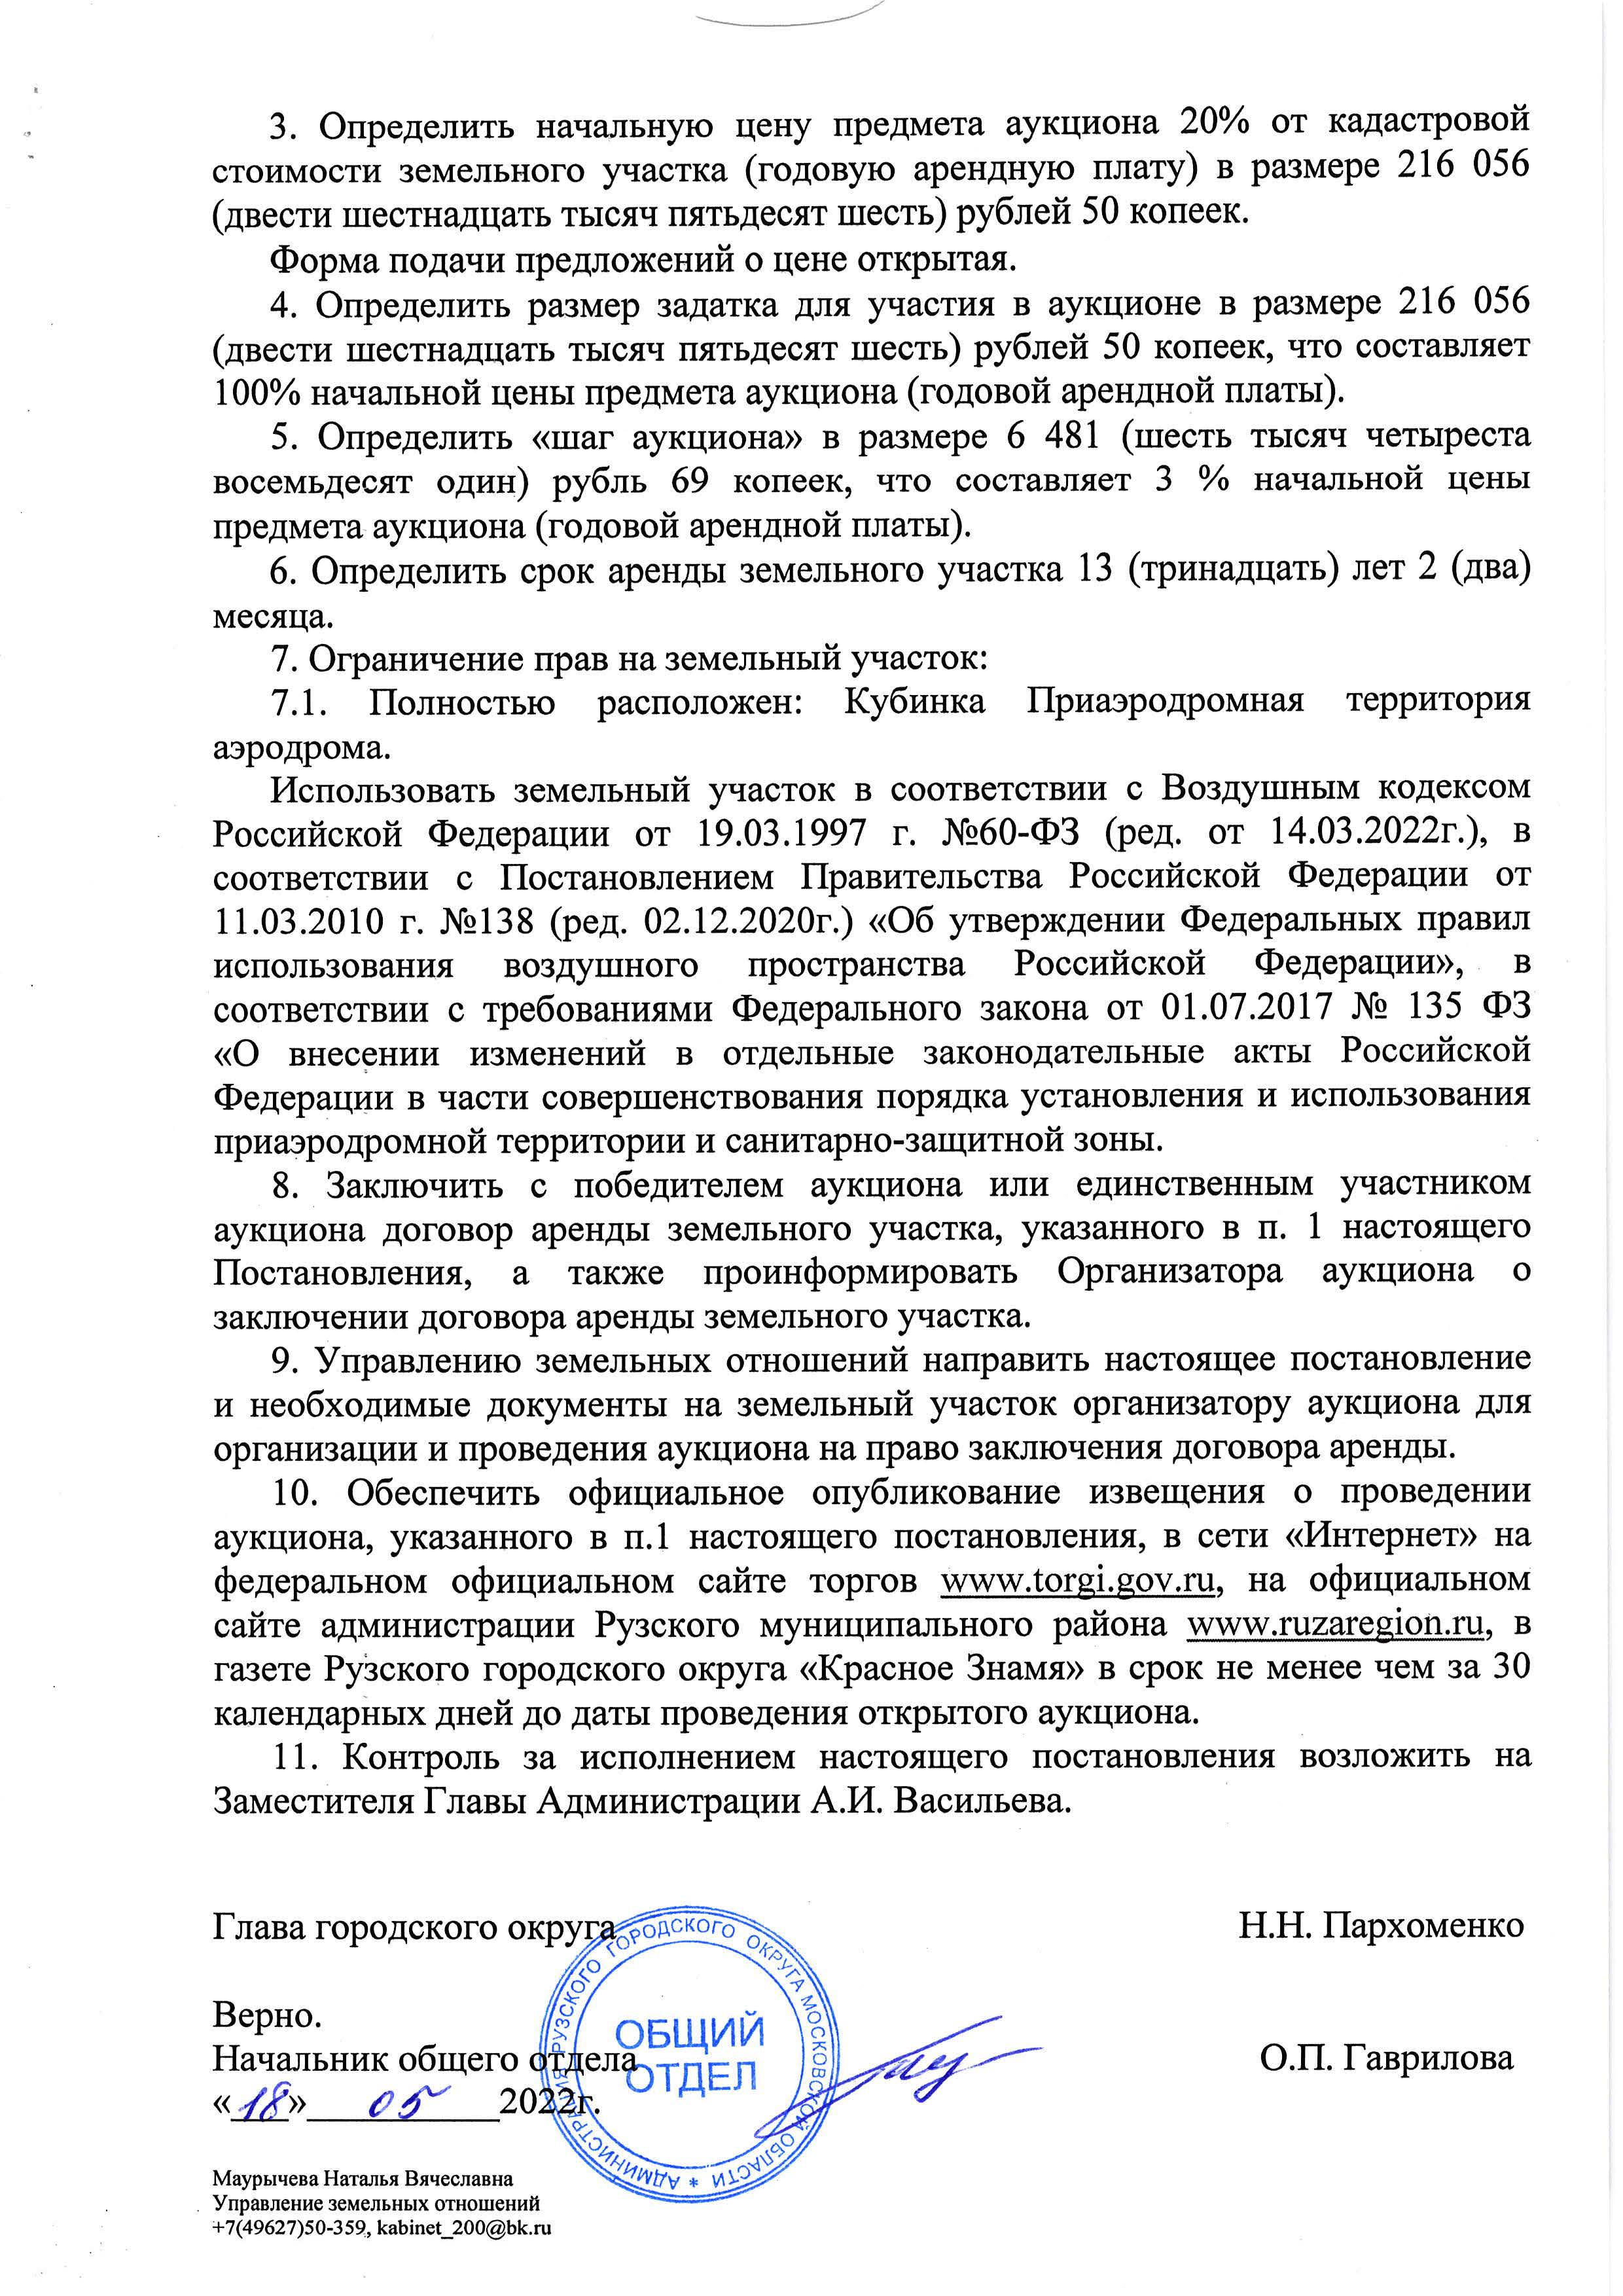 3. Определить начальную цену предмета аукциона 20% от кадастровой
стоимости земельного участка (годовую арендную плату) в размере 216 056
(двести шестнадцать тысяч пятьдесят шесть) рублей 50 копеек.
Форма подачи предложений о цене открытая.
4. Определить размер задатка для участия в аукционе в размере 216 056
(двести шестнадцать тысяч пятьдесят шесть) рублей 50 копеек, что составляет
100% начальной цены предмета аукциона (годовой арендной платы).
5. Определить «шаг аукциона» в размере 6 481 (шесть тысяч четыреста
восемьдесят один) рубль 69 копеек, что составляет 3 % начальной цены
предмета аукциона (годовой арендной платы).
6. Определить срок аренды земельного участка 13 (тринадцать) лет 2 (два)
месяца.
7. Ограничение прав на земельный участок:
7.1. Полностью расположен: Кубинка Приаэродромная территория
аэродрома.
Использовать земельный участок в соответствии с Воздушным кодексом
Российской Федерации от 19.03.1997 г. №60-ФЗ (ред. от 14.03.2022г.), в
соответствии с Постановлением Правительства Российской Федерации от
11.03.2010 г. №138 (ред. 02.12.2020г.) «Об утверждении Федеральных правил
использования воздушного пространства Российской Федерации», в
соответствии с требованиями Федерального закона от 01.07.2017 № 135 ФЗ
«О внесении изменений в отдельные законодательные акты Российской
Федерации в части совершенствования порядка установления и использования
приаэродромной территории и санитарно-защитной зоны.
8. Заключить с победителем аукциона или единственным участником
аукциона договор аренды земельного участка, указанного в п. 1 настоящего
Постановления, а также проинформировать Организатора аукциона о
заключении договора аренды земельного участка.
9. Управлению земельных отношений направить настоящее постановление
и необходимые документы на земельный участок организатору аукциона для
организации и проведения аукциона на право заключения договора аренды.
10. Обеспечить официальное опубликование извещения о проведении
аукциона, указанного в п.1 настоящего постановления, в сети «Интернет» на
федеральном официальном сайте торгов www.torgi.gov.ru, на официальном
сайте администрации Рузского муниципального района www.ruzaregion.ru, в
газете Рузского городского округа «Красное Знамя» в срок не менее чем за 30
календарных дней до даты проведения открытого аукциона.
11. Контроль за исполнением настоящего постановления возложить на
Заместителя Главы Администрации А.И. Васильева.
Глава городского округа Н.Н. Пархоменко
Верно.
Начальник общего отдела О.П. Гаврилова
«18» 05 2022г.
АДМИНИСТРАЦИЯ РУЗСКОГО ГОРОДСКОГО ОКРУГА МОСКОВСКОЙ ОБЛАСТИ *
ОБЩИЙ
ОТДЕЛ
Маурычева Наталья Вячеславна
Управление земельных отношений
+7(49627)50-359, kabinet_200@bk.ru